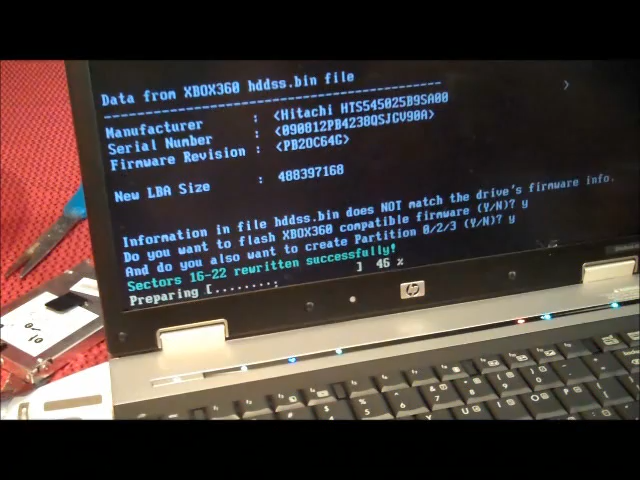 Data from XBOX360 hddss.bin file
Manufacturer : <Hitachi HTS545025B9SA00
Serial Number : <090812PB4238QSJCV90A>
Firmware Revision : <PB2OC64G>
New LBA Size : 488397168
Information in file hddss.bin does NOT match the drive's firmware info.
Do you want to flash XBOX360 compatible firmware (Y/N)? y
And do you also want to create Partition 0/2/3 (Y/N)? y
Sectors 16-22 rewritten successfully!
Preparing [........: ] 45 %
hp